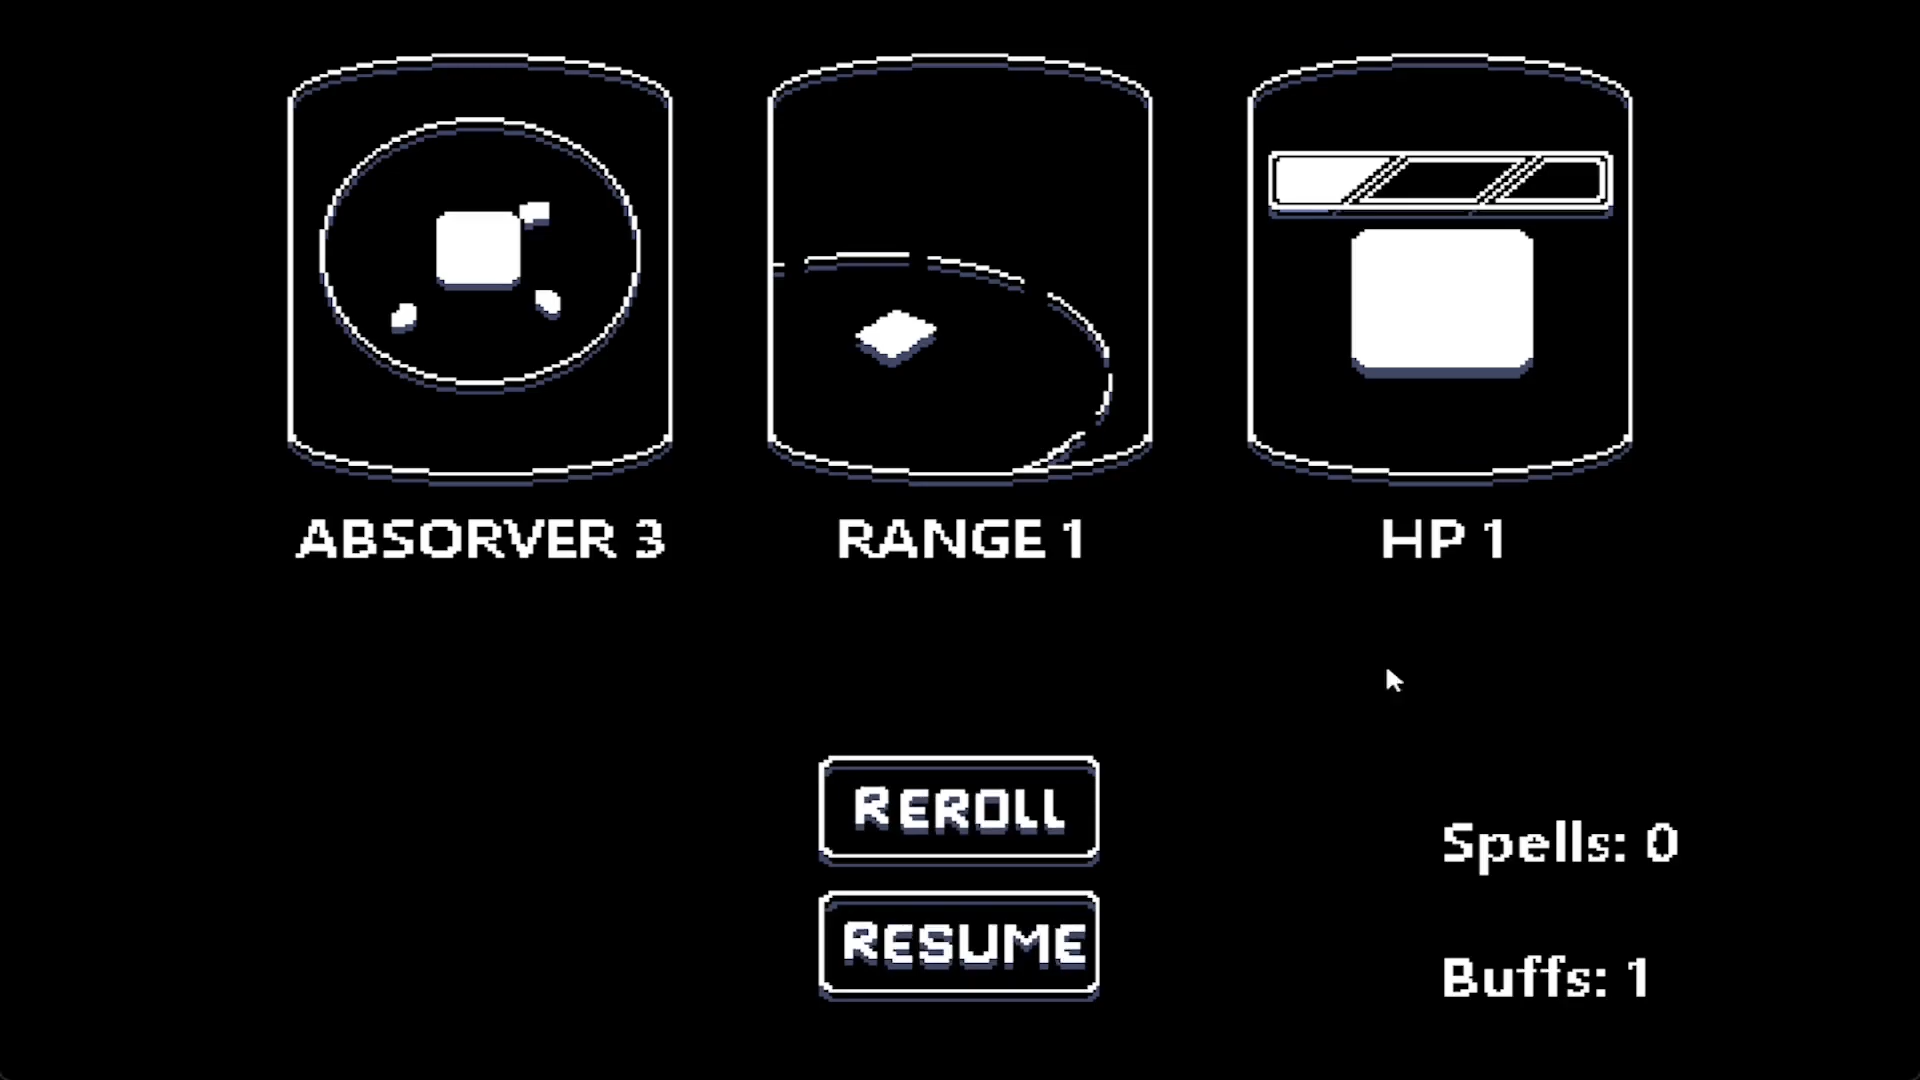 ABSORVER 3
RANGE 1
HP 1
REROLL
RESUME
Spells: 0
Buffs: 1